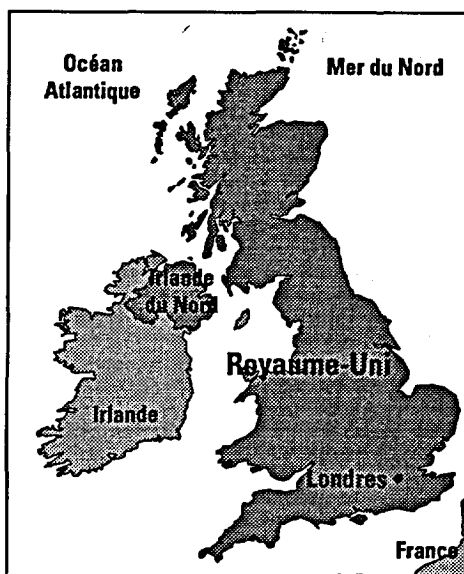 Océan
Atlantique
Mer du Nord
Irlande
du Nord
Royaume-Uni
Irlande
Londres
France